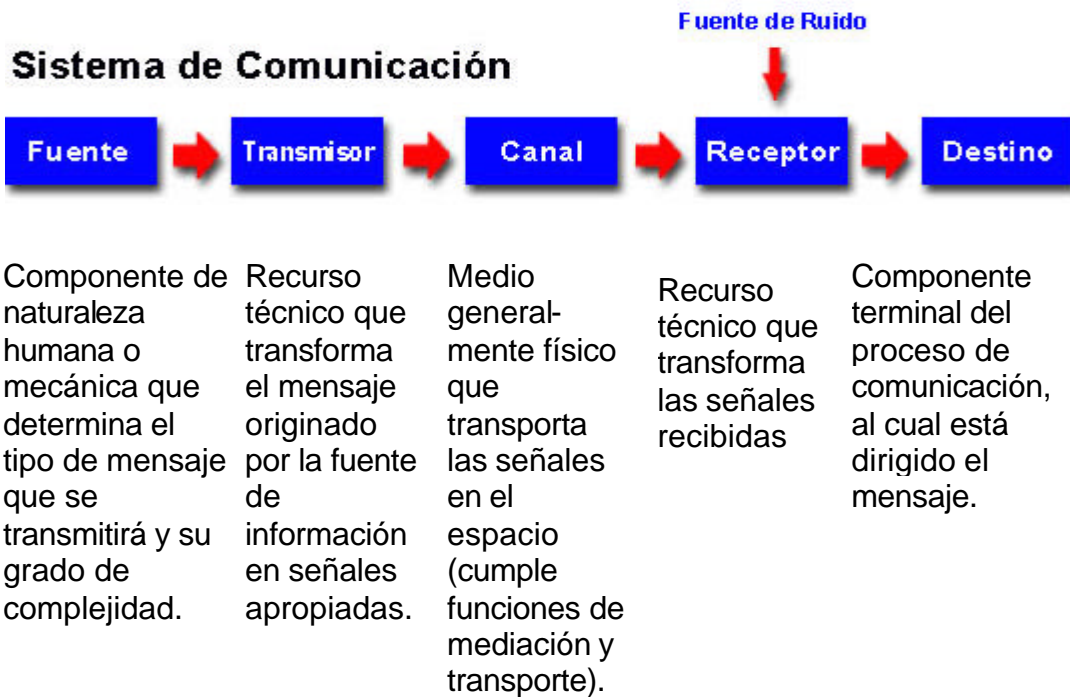 Fuente de Ruido
Sistema de Comunicación
Fuente
Transmisor
Canal
Receptor
Destino
Componente de
naturaleza
humana o
mecánica que
determina el
tipo de mensaje
que se
transmitirá y su
grado de
complejidad.
Recurso
técnico que
transforma
el mensaje
originado
por la fuente
de
información
en señales
apropiadas.
Medio
general-
mente físico
que
transporta
las señales
en el
espacio
(cumple
funciones de
mediación y
transporte).
Recurso
técnico que
transforma
las señales
recibidas
Componente
terminal del
proceso de
comunicación,
al cual está
dirigido el
mensaje.